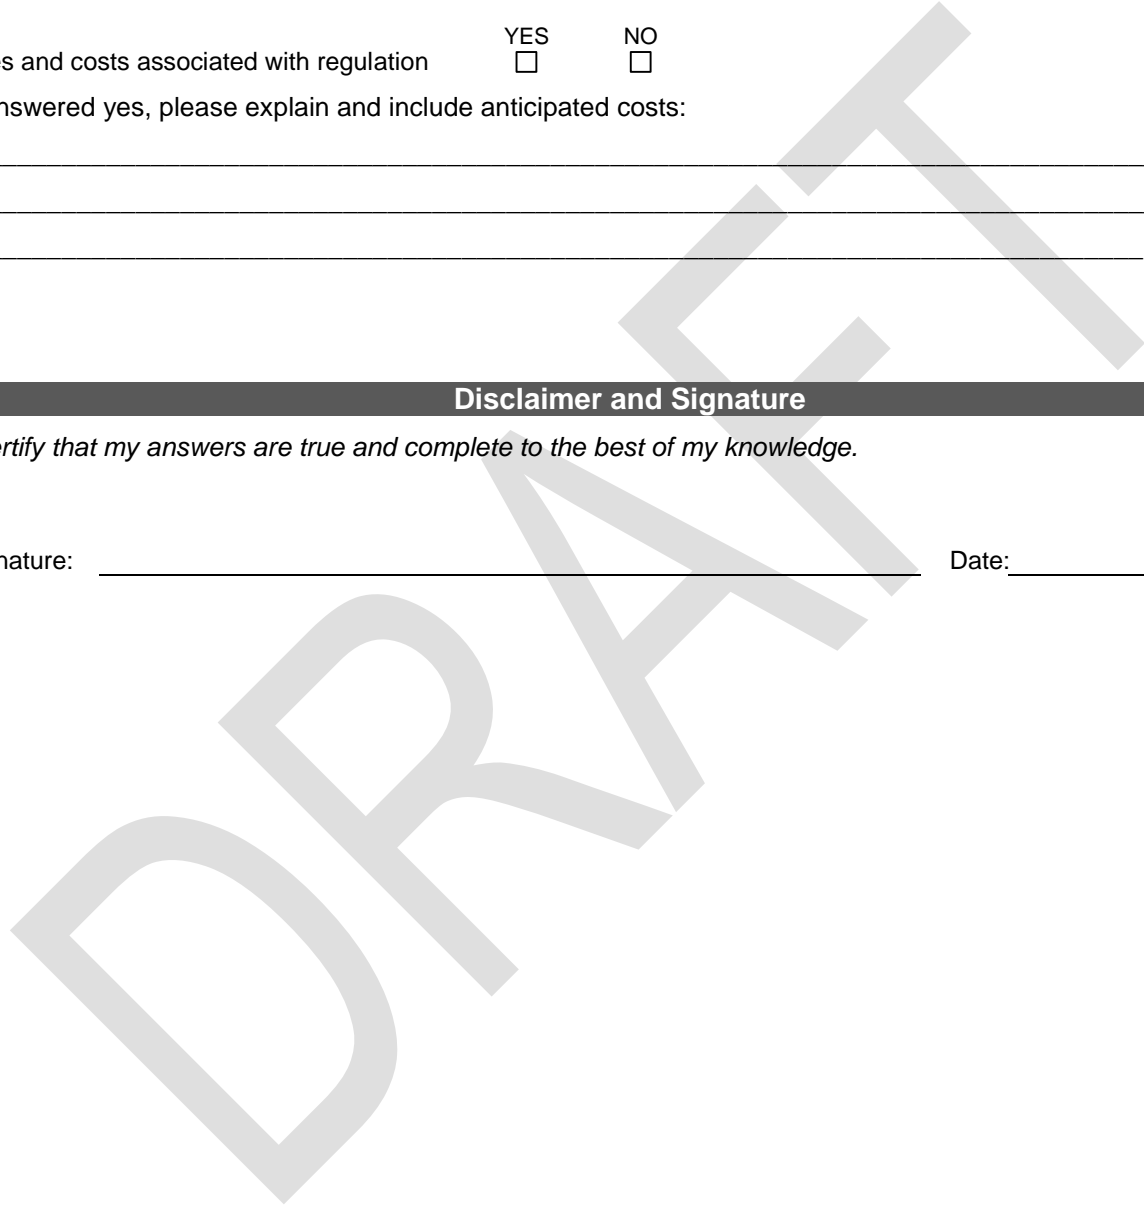 YES NO
s and costs associated with regulation
nswered yes, please explain and include anticipated costs:
Disclaimer and Signature
ertify that my answers are true and complete to the best of my knowledge.
nature: Date:
DRAFT